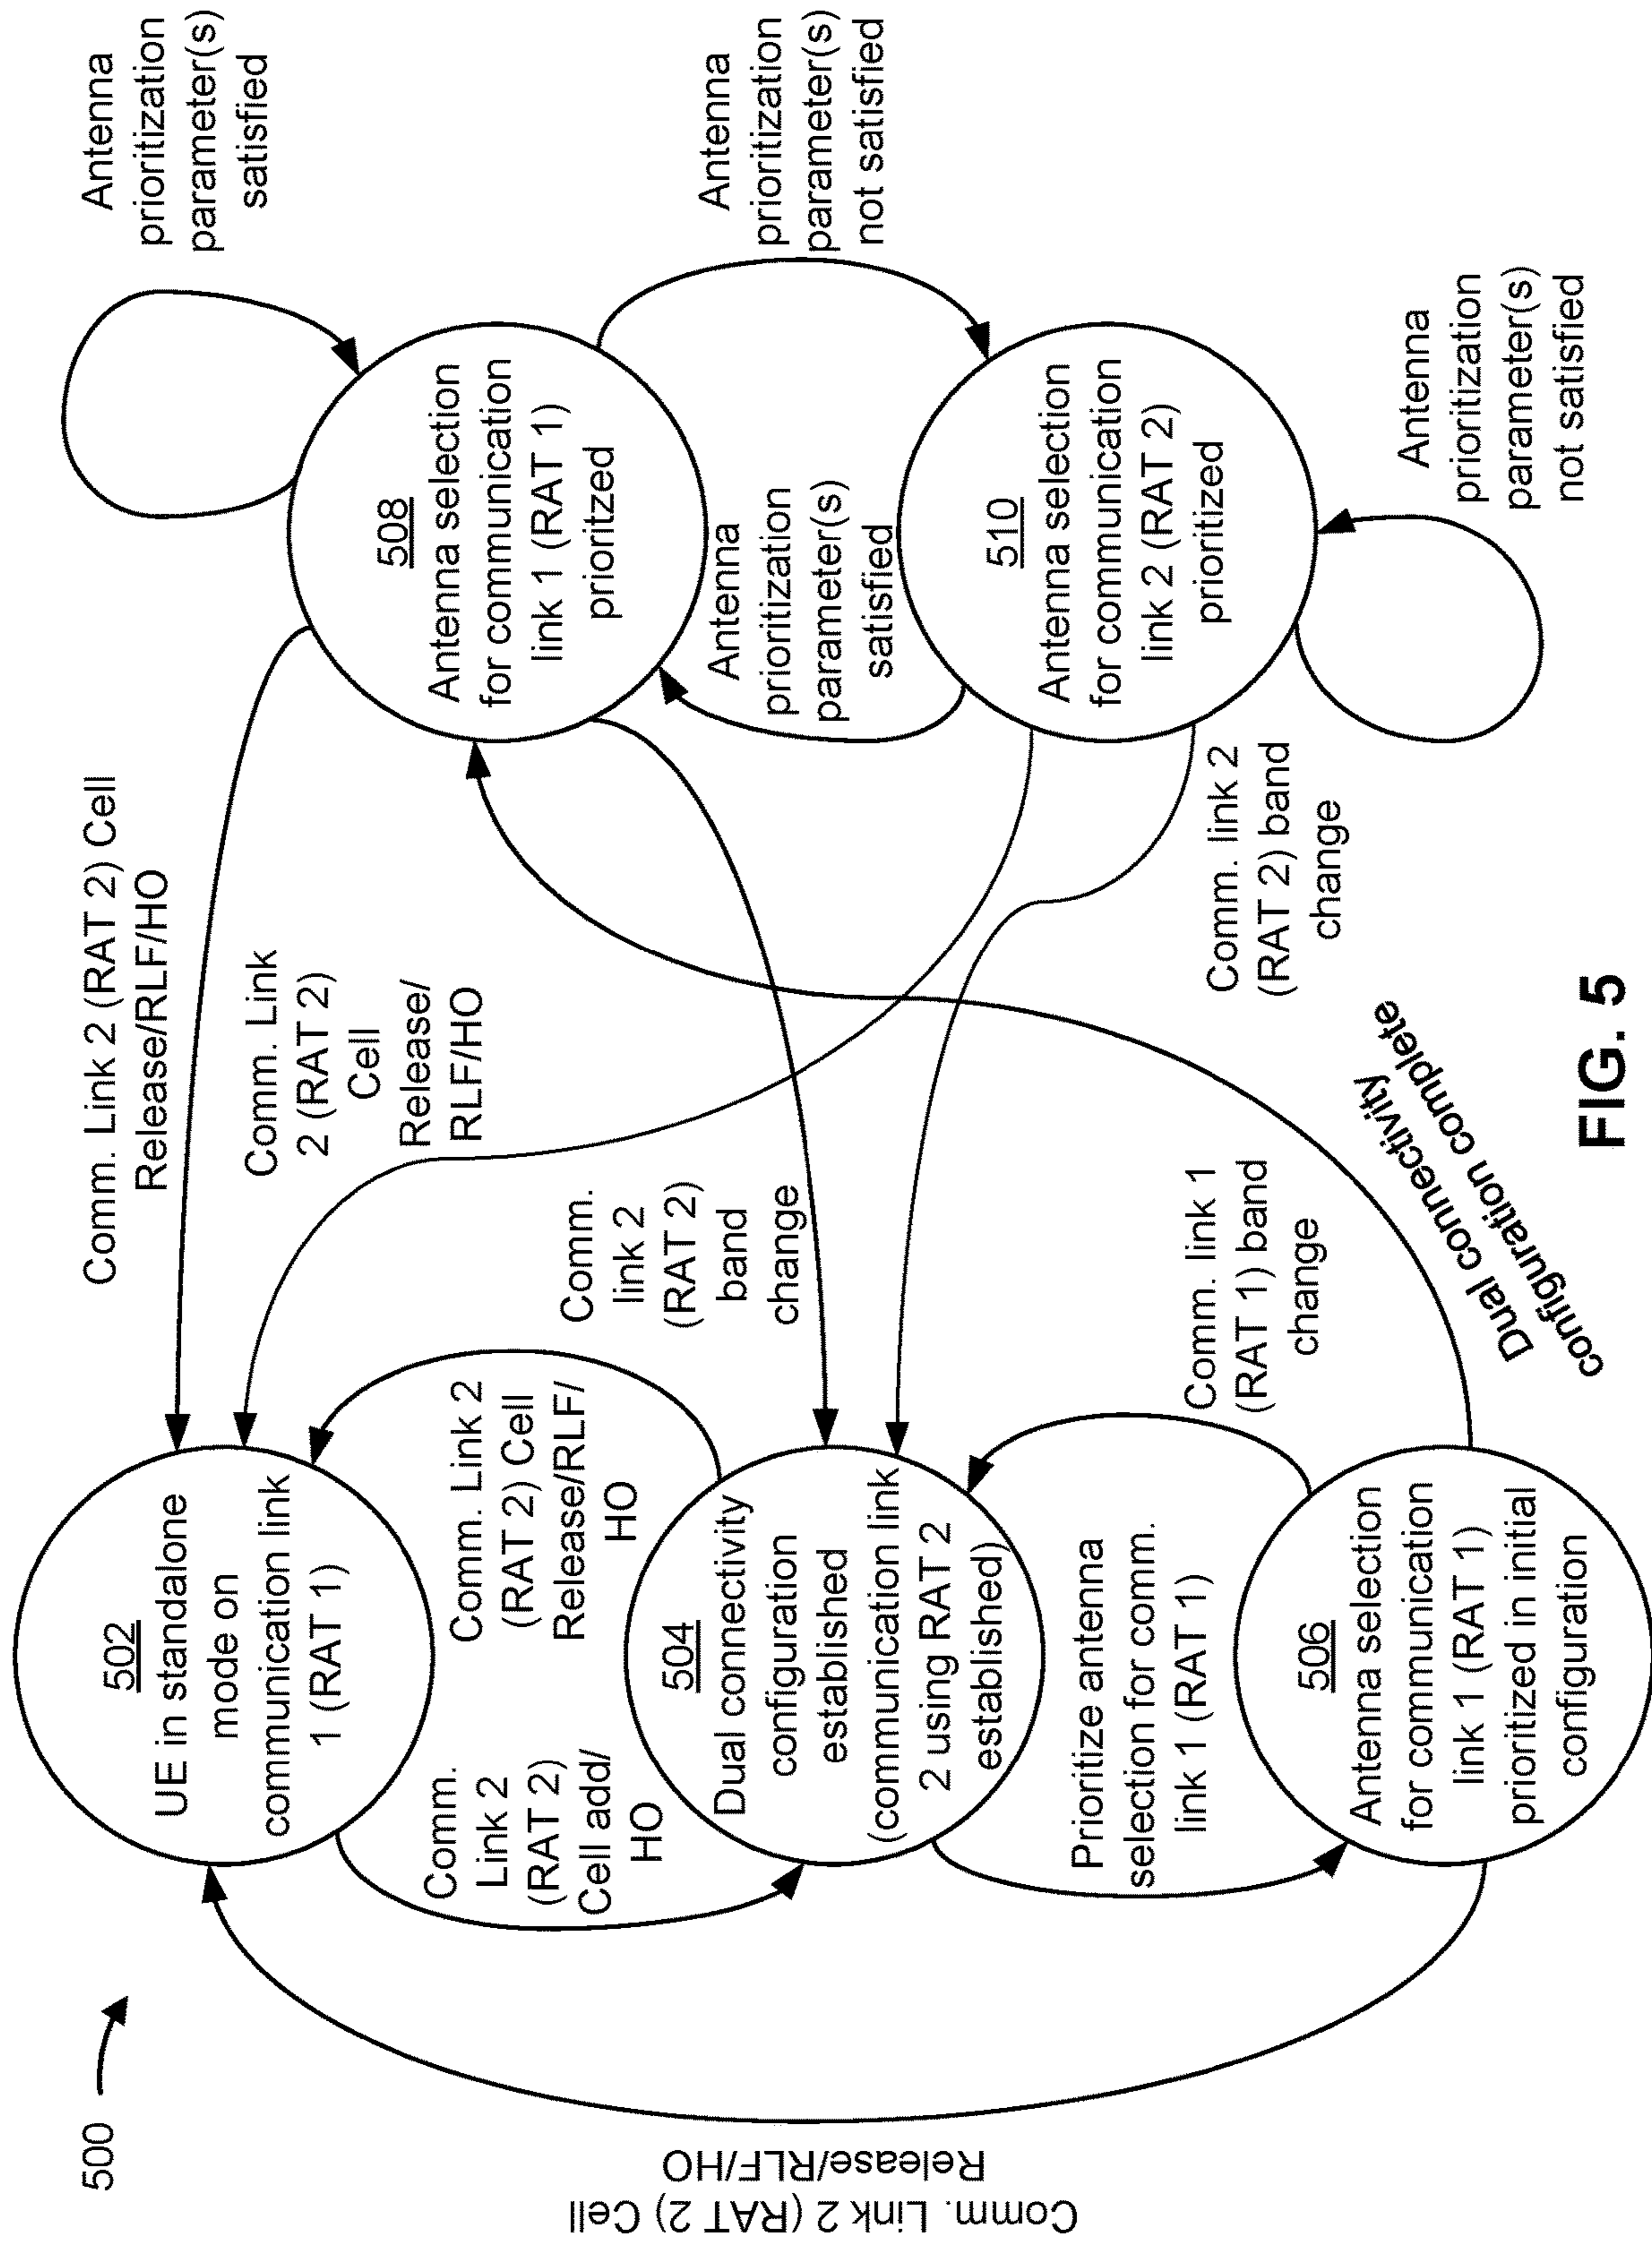 500
Comm. Link 2 (RAT 2) Cell
Release/RLF/HO
502
UE in standalone
mode on
communication link
1 (RAT 1)
Comm.
Link 2
(RAT 2)
Cell add/
HO
Comm. Link 2
(RAT 2) Cell
Release/RLF/
HO
504
Dual connectivity
configuration
established
(communication link
2 using RAT 2
established)
Prioritize antenna
selection for comm.
link 1 (RAT 1)
Comm. link 1
(RAT 1) band
change
506
Antenna selection
for communication
link 1 (RAT 1)
prioritized in initial
configuration
Comm. Link 2 (RAT 2) Cell
Release/RLF/HO
Comm. Link
2 (RAT 2)
Cell
Release/
RLF/HO
Comm.
link 2
(RAT 2)
band
change
Comm. link 2
(RAT 2) band
change
Dual connectivity
configuration complete
508
Antenna selection
for communication
link 1 (RAT 1)
prioritzed
Antenna
prioritization
parameter(s)
satisfied
Antenna
prioritization
parameter(s)
satisfied
Antenna
prioritization
parameter(s)
not satisfied
510
Antenna selection
for communication
link 2 (RAT 2)
prioritized
Antenna
prioritization
parameter(s)
not satisfied
FIG. 5